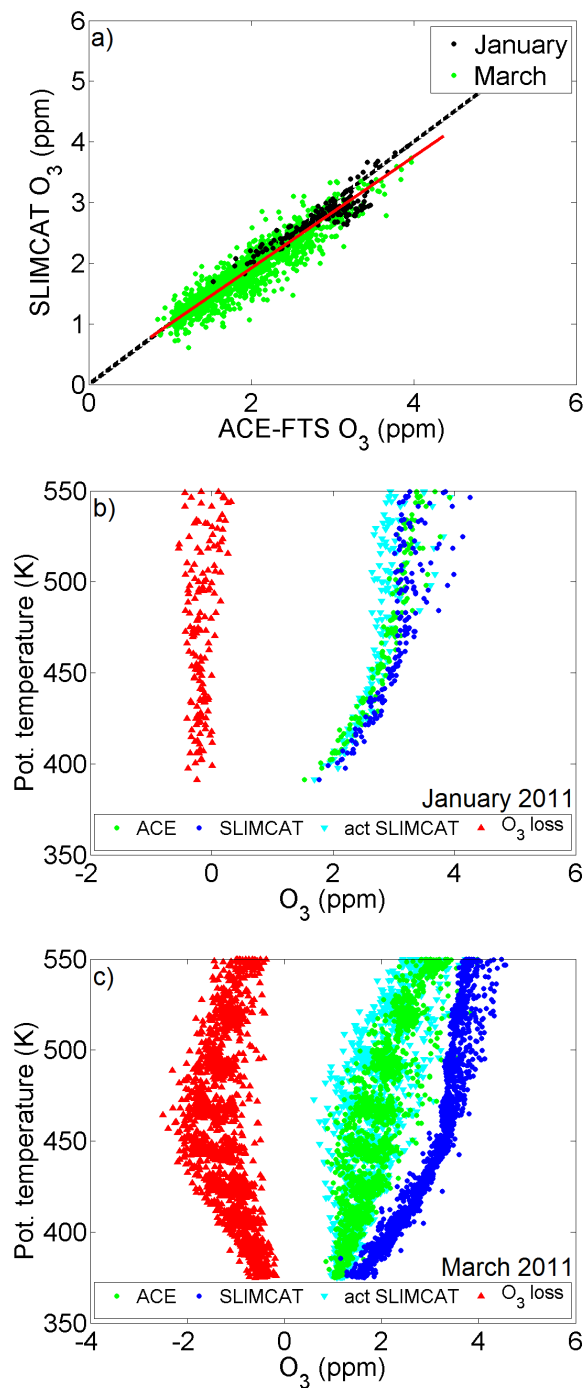 6
5
4
3
2
1
0
a)
January
March
SLIMCAT O3 (ppm)
0 2 4 6
ACE-FTS O3 (ppm)
550
500
450
400
350
b)
Pot. temperature (K)
January 2011
ACE SLIMCAT act SLIMCAT O3 loss
-2 0 2 4 6
O3 (ppm)
550
500
450
400
350
c)
Pot. temperature (K)
March 2011
ACE SLIMCAT act SLIMCAT O3 loss
-4 -2 0 2 4 6
O3 (ppm)